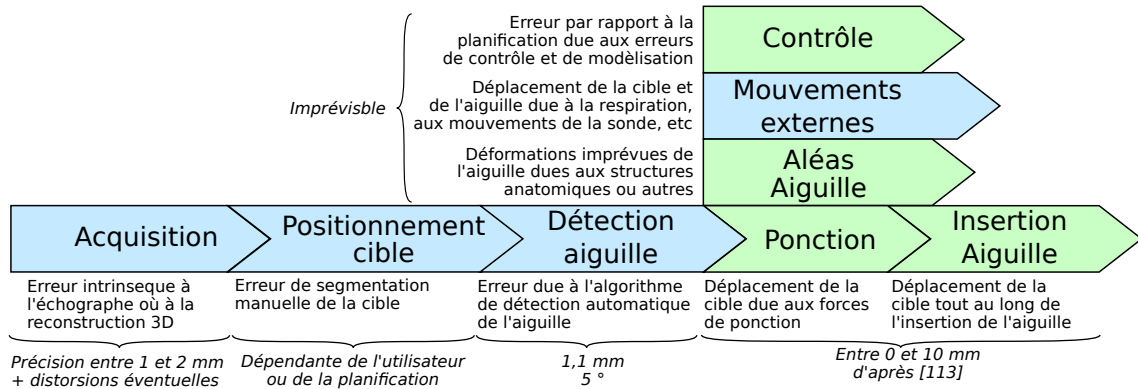 Erreur par rapport à la
planification due aux erreurs
de contrôle et de modèlisation
Contrôle
Imprévisble
Déplacement de la cible et
de l'aiguille due à la respiration,
aux mouvements de la sonde, etc
Mouvements
externes
Déformations imprévues de
l'aiguille dues aux structures
anatomiques ou autres
Aléas
Aiguille
Acquisition
Positionnement
cible
Détection
aiguille
Ponction
Insertion
Aiguille
Erreur intrinseque à
l'échographe où à la
reconstruction 3D
Erreur de segmentation
manuelle de la cible
Erreur due à l'algorithme
de détection automatique
de l'aiguille
Déplacement de la
cible due aux forces
de ponction
Déplacement de la
cible tout au long de
l'insertion de l'aiguille
Précision entre 1 et 2 mm
+ distorsions éventuelles
Dépendante de l'utilisateur
ou de la planification
1,1 mm
5 °
Entre 0 et 10 mm
d'après [113]